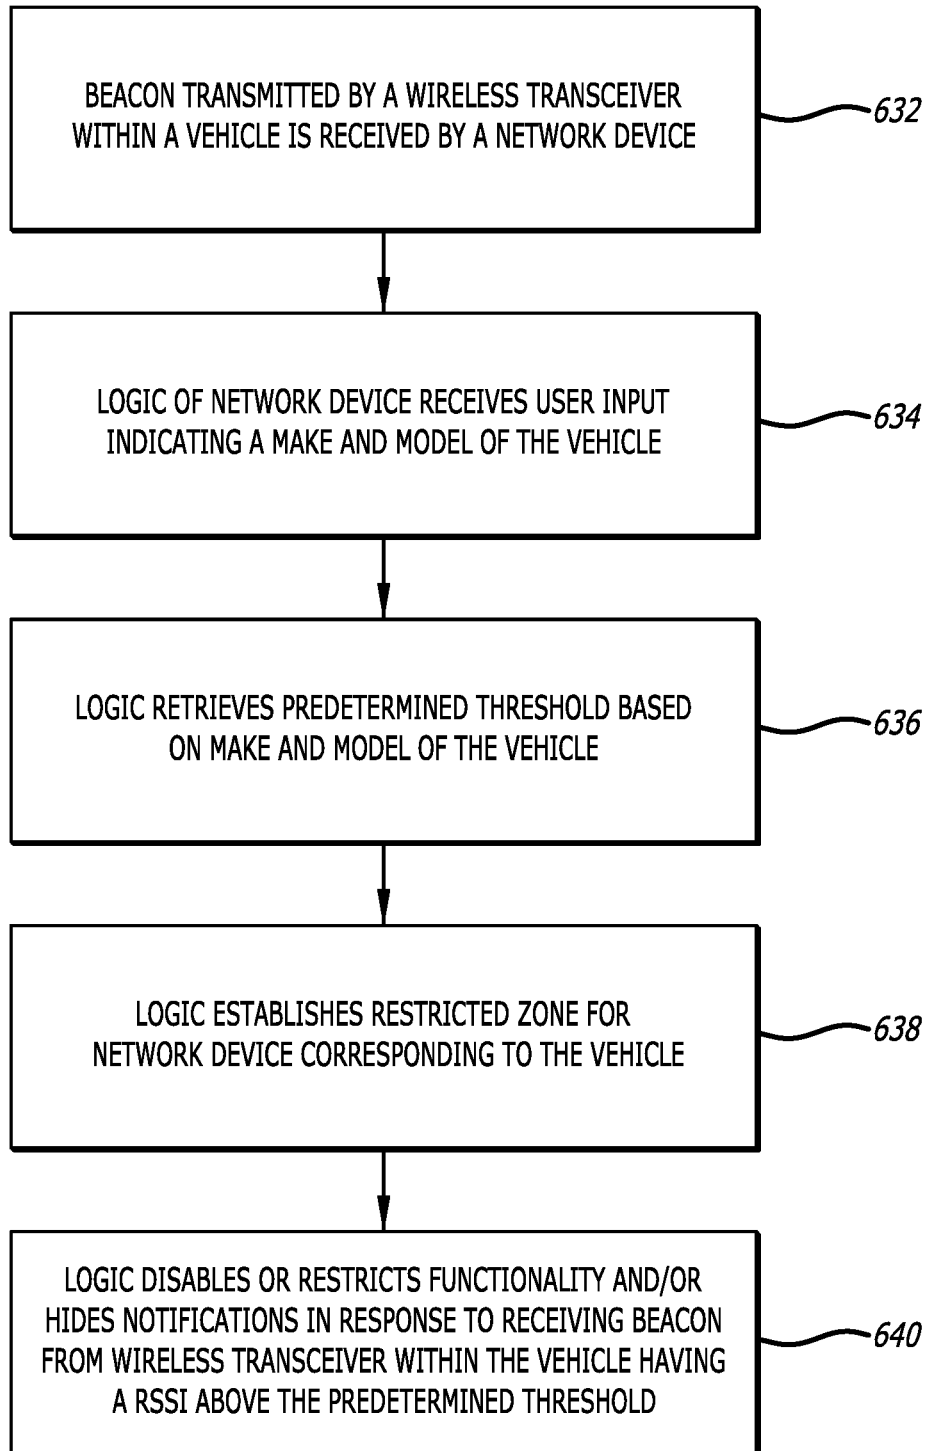 BEACON TRANSMITTED BY A WIRELESS TRANSCEIVER
WITHIN A VEHICLE IS RECEIVED BY A NETWORK DEVICE
632
LOGIC OF NETWORK DEVICE RECEIVES USER INPUT
INDICATING A MAKE AND MODEL OF THE VEHICLE
634
LOGIC RETRIEVES PREDETERMINED THRESHOLD BASED
ON MAKE AND MODEL OF THE VEHICLE
636
LOGIC ESTABLISHES RESTRICTED ZONE FOR
NETWORK DEVICE CORRESPONDING TO THE VEHICLE
638
LOGIC DISABLES OR RESTRICTS FUNCTIONALITY AND/OR
HIDES NOTIFICATIONS IN RESPONSE TO RECEIVING BEACON
FROM WIRELESS TRANSCEIVER WITHIN THE VEHICLE HAVING
A RSSI ABOVE THE PREDETERMINED THRESHOLD
640